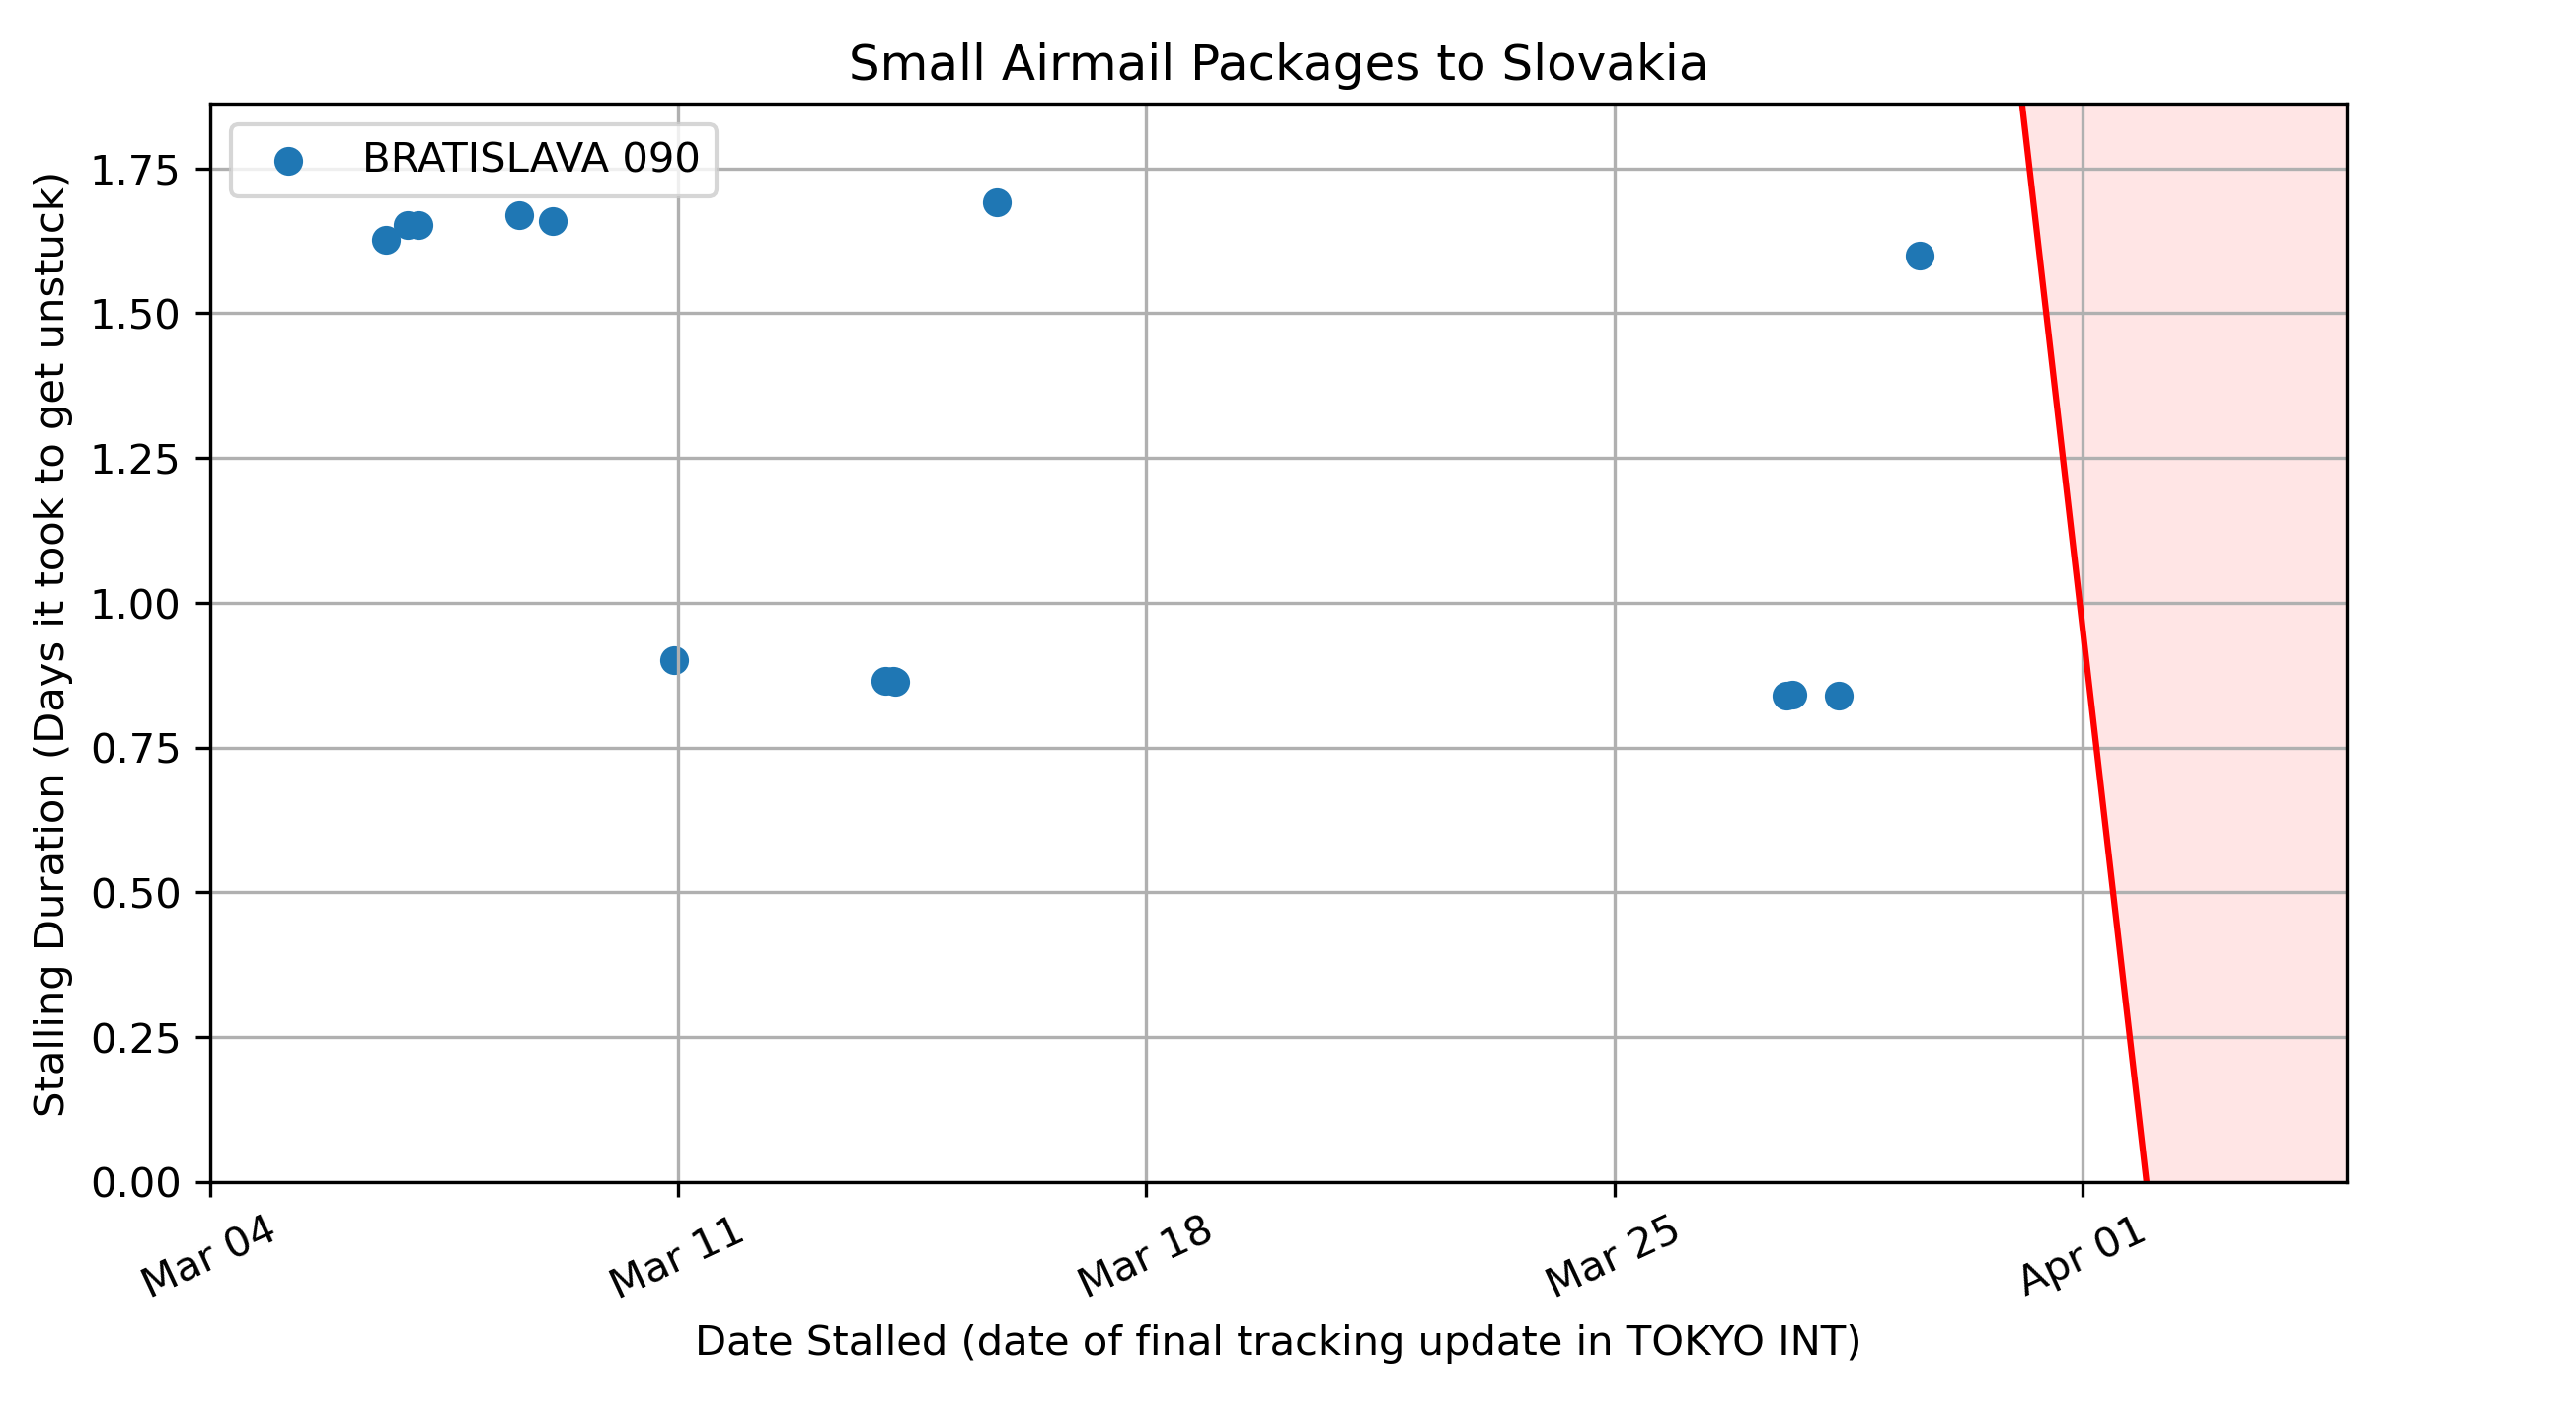 Small Airmail Packages to Slovakia
BRATISLAVA 090
Stalling Duration (Days it took to get unstuck)
1.75
1.50
1.25
1.00
0.75
0.50
0.25
0.00
Mar 04
Mar 11
Mar 18
Mar 25
Apr 01
Date Stalled (date of final tracking update in TOKYO INT)